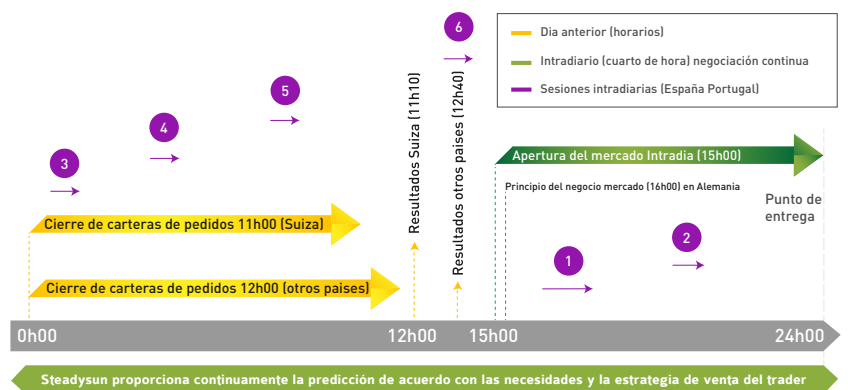 6
Dia anterior (horarios)
Intradiario (cuarto de hora) negociación continua
Sesiones intradiarias (España Portugal)
5
4
3
Resultados Suiza (11h10)
Resultados otros paises (12h40)
Apertura del mercado Intradia (15h00)
Principio del negocio mercado (16h00) en Alemania
Punto de
entrega
Cierre de carteras de pedidos 11h00 (Suiza)
2
1
Cierre de carteras de pedidos 12h00 (otros paises)
0h00
12h00
15h00
24h00
Steadysun proporciona continuamente la predicción de acuerdo con las necesidades y la estrategia de venta del trader